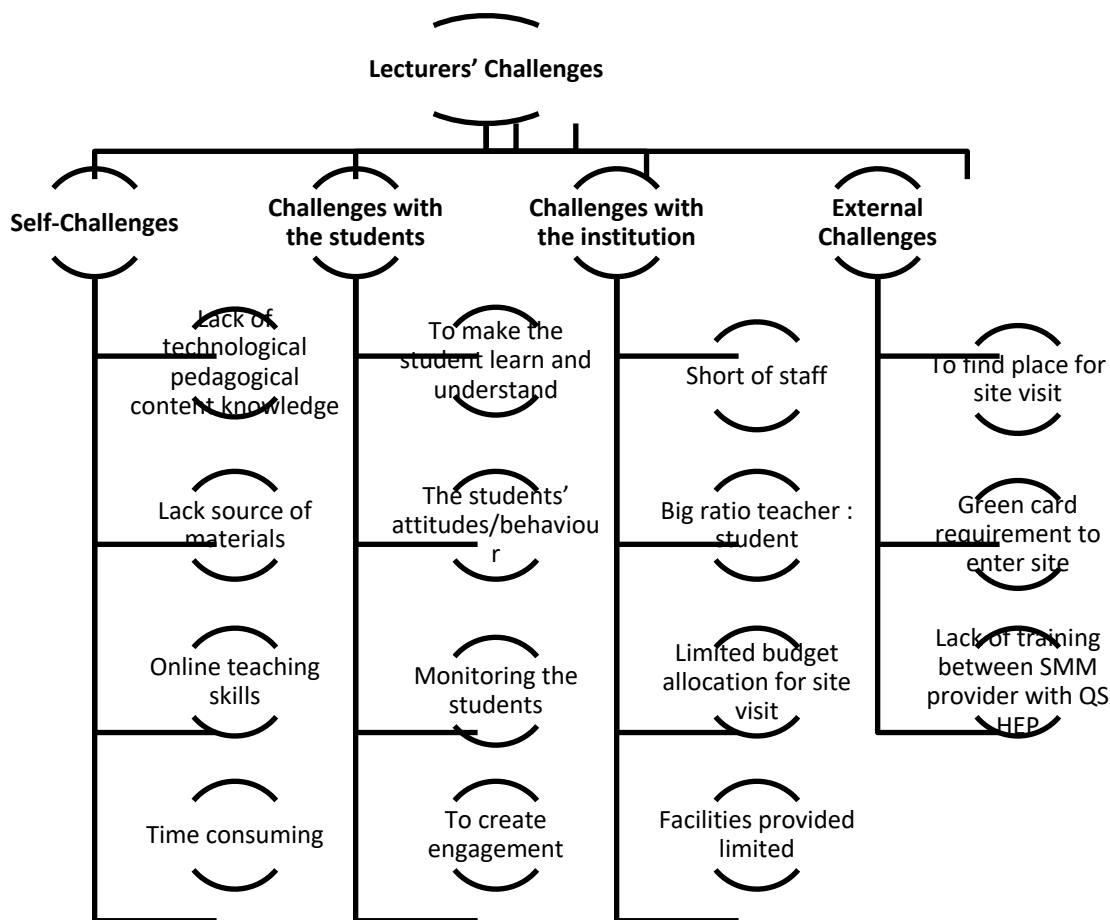 Lecturers’ Challenges
Self-Challenges
Challenges with
the students
Challenges with
the institution
External
Challenges
Lack of
technological
pedagogical
content knowledge
To make the
student learn and
understand
Short of staff
To find place for
site visit
Lack source of
materials
The students’
attitudes/behaviou
r
Big ratio teacher :
student
Green card
requirement to
enter site
Online teaching
skills
Monitoring the
students
Limited budget
allocation for site
visit
Lack of training
between SMM
provider with QS
HEP
Time consuming
To create
engagement
Facilities provided
limited